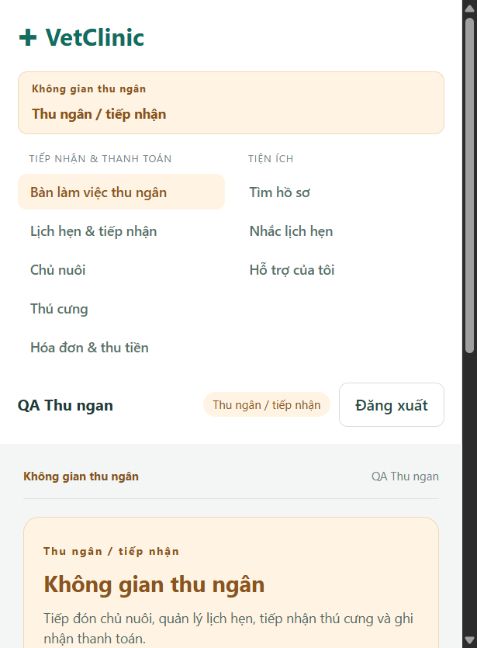 VetClinic
Không gian thu ngân
Thu ngân / tiếp nhận
TIẾP NHẬN & THANH TOÁN
Bàn làm việc thu ngân
Lịch hẹn & tiếp nhận
Chủ nuôi
Thú cưng
Hóa đơn & thu tiền
TIỆN ÍCH
Tìm hồ sơ
Nhắc lịch hẹn
Hỗ trợ của tôi
QA Thu ngan
Thu ngân / tiếp nhận
Đăng xuất
Không gian thu ngân
QA Thu ngan
Thu ngân / tiếp nhận
Không gian thu ngân
Tiếp đón chủ nuôi, quản lý lịch hẹn, tiếp nhận thú cưng và ghi
nhận thanh toán.